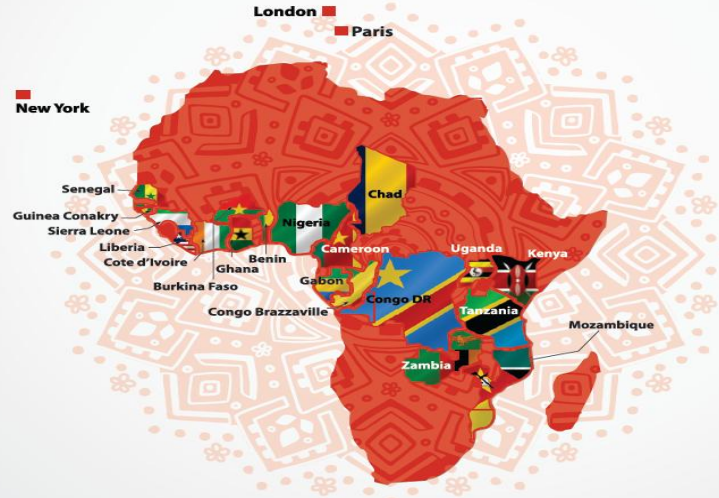 London
Paris
New York
Senegal
Guinea Conakry
Sierra Leone
Liberia
Cote d'Ivoire
Burkina Faso
Ghana
Benin
Nigeria
Chad
Cameroon
Gabon
Congo Brazzaville
Congo DR
Uganda
Kenya
Tanzania
Mozambique
Zambia